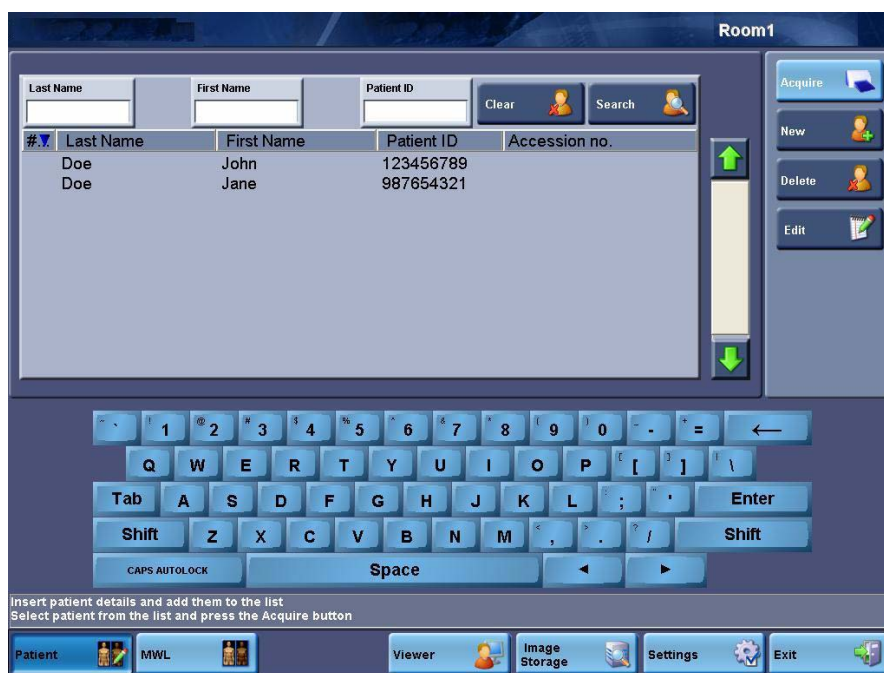 Room1
Last Name First Name Patient ID
Clear Search
#. Last Name First Name Patient ID Accession no.
Doe John 123456789
Doe Jane 987654321
Acquire
New
Delete
Edit
~ ` ! 1 @ 2 # 3 $ 4 % 5 ^ 6 & 7 * 8 ( 9 ) 0 - - + = ←
Q W E R T Y U I O P { [ } ] | \
Tab A S D F G H J K L : ; " ' Enter
Shift Z X C V B N M < , > . ? / Shift
CAPS AUTOLOCK Space ◄ ►
Insert patient details and add them to the list
Select patient from the list and press the Acquire button
Patient MWL Viewer Image Storage Settings Exit